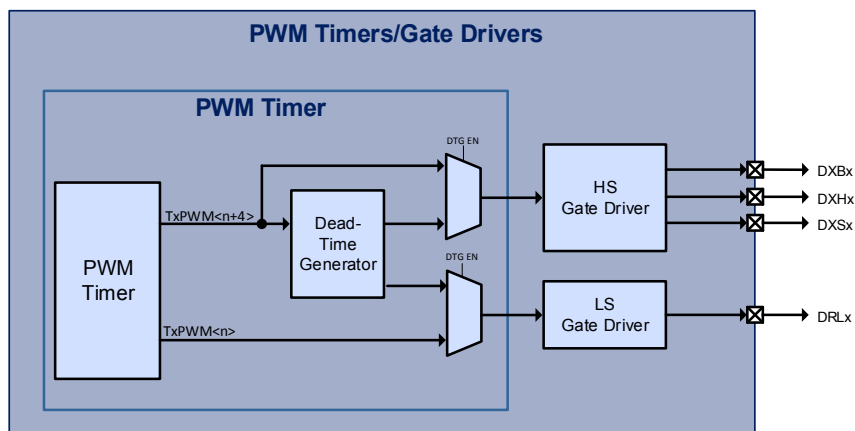 PWM Timers/Gate Drivers
PWM Timer
DTG EN
TxPWM<n+4>
Dead-
Time
Generator
HS
Gate Driver
DXBx
DXHx
DXSx
PWM
Timer
DTG EN
TxPWM<n>
LS
Gate Driver
DRLx